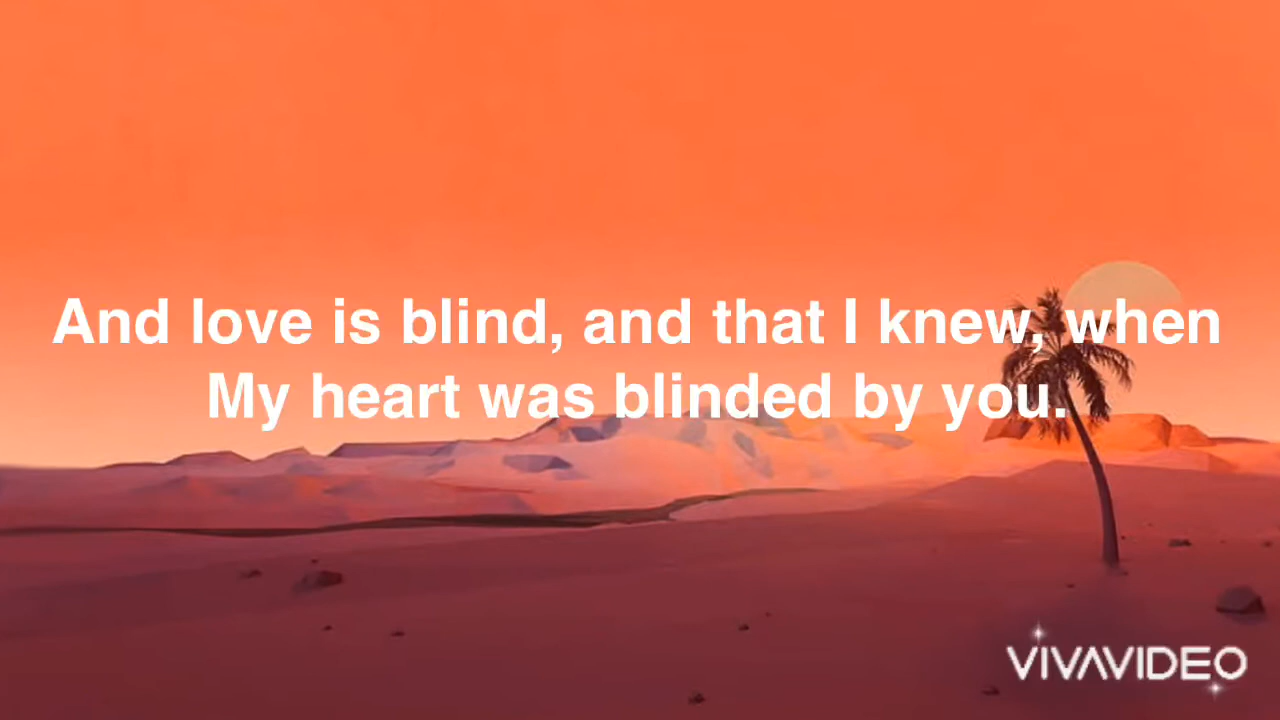 And love is blind, and that I knew, when
My heart was blinded by you.
VIVAVIDEO